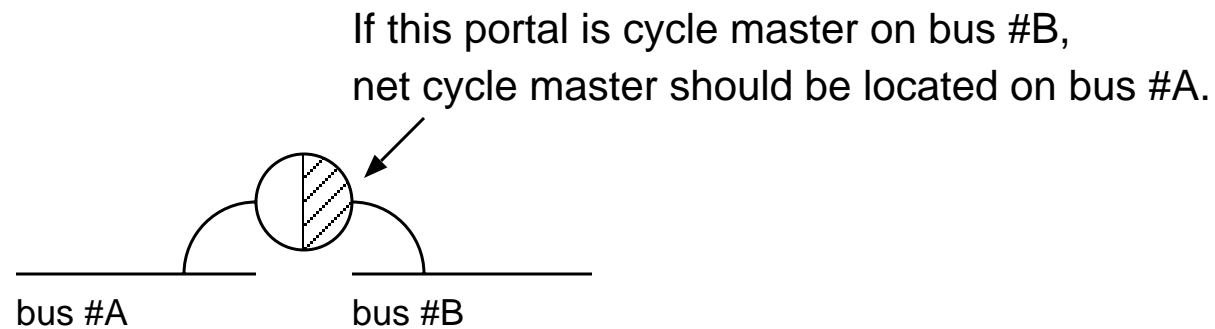 If this portal is cycle master on bus #B,
net cycle master should be located on bus #A.
bus #A
bus #B